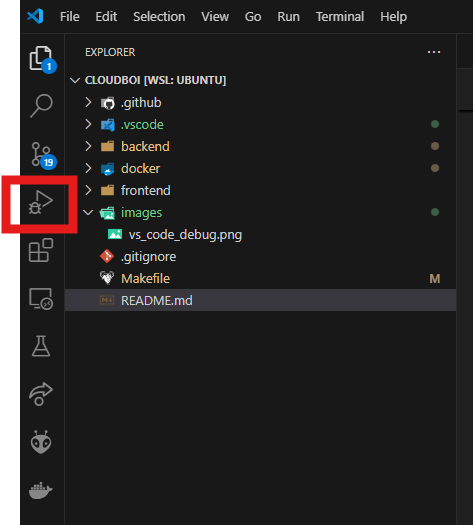 File Edit Selection View Go Run Terminal Help
EXPLORER
CLOUDBOI [WSL: UBUNTU]
.github
.vscode
backend
docker
frontend
images
vs_code_debug.png
.gitignore
Makefile M
README.md
1
19